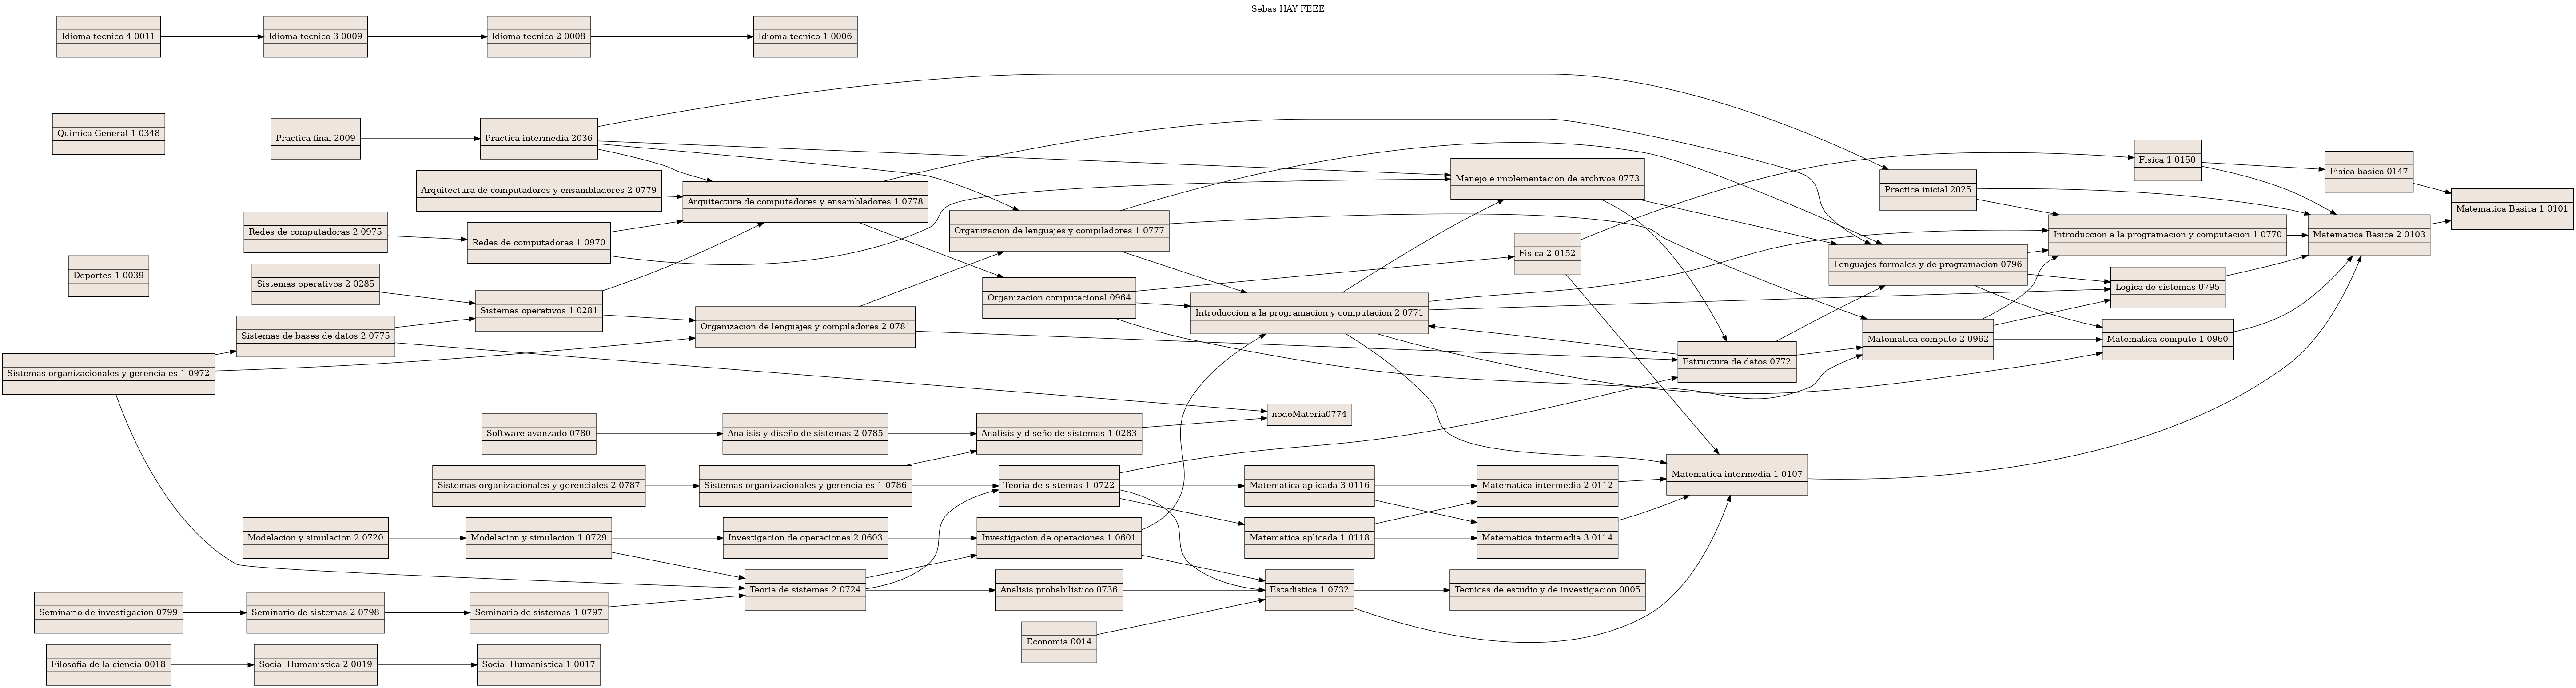 Sebas HAY FEEE
Idioma tecnico 4 0011
Idioma tecnico 3 0009
Idioma tecnico 2 0008
Idioma tecnico 1 0006
Quimica General 1 0348
Practica final 2009
Practica intermedia 2036
Fisica 1 0150
Fisica basica 0147
Manejo e implementacion de archivos 0773
Arquitectura de computadores y ensambladores 2 0779
Practica inicial 2025
Arquitectura de computadores y ensambladores 1 0778
Matematica Basica 1 0101
Redes de computadoras 2 0975
Organizacion de lenguajes y compiladores 1 0777
Introduccion a la programacion y computacion 1 0770
Matematica Basica 2 0103
Redes de computadoras 1 0970
Fisica 2 0152
Lenguajes formales y de programacion 0796
Deportes 1 0039
Sistemas operativos 2 0285
Logica de sistemas 0795
Organizacion computacional 0964
Sistemas operativos 1 0281
Introduccion a la programacion y computacion 2 0771
Organizacion de lenguajes y compiladores 2 0781
Sistemas de bases de datos 2 0775
Matematica computo 2 0962
Matematica computo 1 0960
Estructura de datos 0772
Sistemas organizacionales y gerenciales 1 0972
nodoMateria0774
Software avanzado 0780
Analisis y diseño de sistemas 2 0785
Analisis y diseño de sistemas 1 0283
Matematica intermedia 1 0107
Sistemas organizacionales y gerenciales 2 0787
Sistemas organizacionales y gerenciales 1 0786
Teoria de sistemas 1 0722
Matematica aplicada 3 0116
Matematica intermedia 2 0112
Modelacion y simulacion 2 0720
Modelacion y simulacion 1 0729
Investigacion de operaciones 2 0603
Investigacion de operaciones 1 0601
Matematica aplicada 1 0118
Matematica intermedia 3 0114
Teoria de sistemas 2 0724
Analisis probabilistico 0736
Estadistica 1 0732
Tecnicas de estudio y de investigacion 0005
Seminario de investigacion 0799
Seminario de sistemas 2 0798
Seminario de sistemas 1 0797
Economia 0014
Filosofia de la ciencia 0018
Social Humanistica 2 0019
Social Humanistica 1 0017